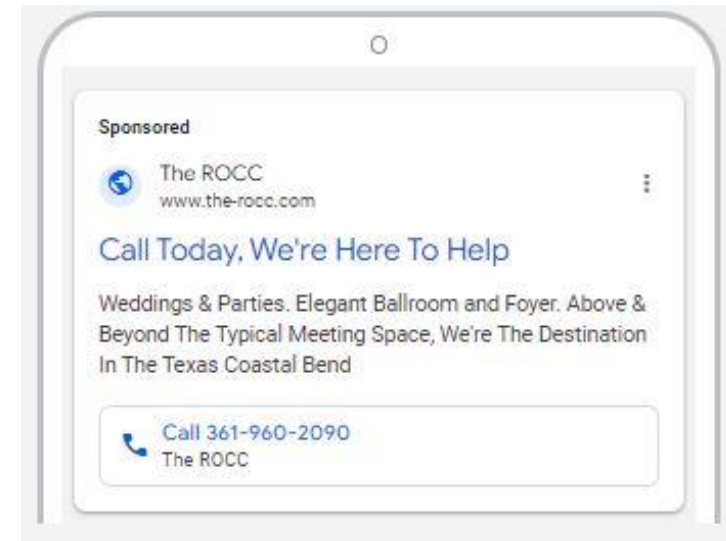 Sponsored
The ROCC
www.the-rocc.com
Call Today, We're Here To Help
Weddings & Parties. Elegant Ballroom and Foyer. Above &
Beyond The Typical Meeting Space, We're The Destination
In The Texas Coastal Bend
Call 361-960-2090
The ROCC